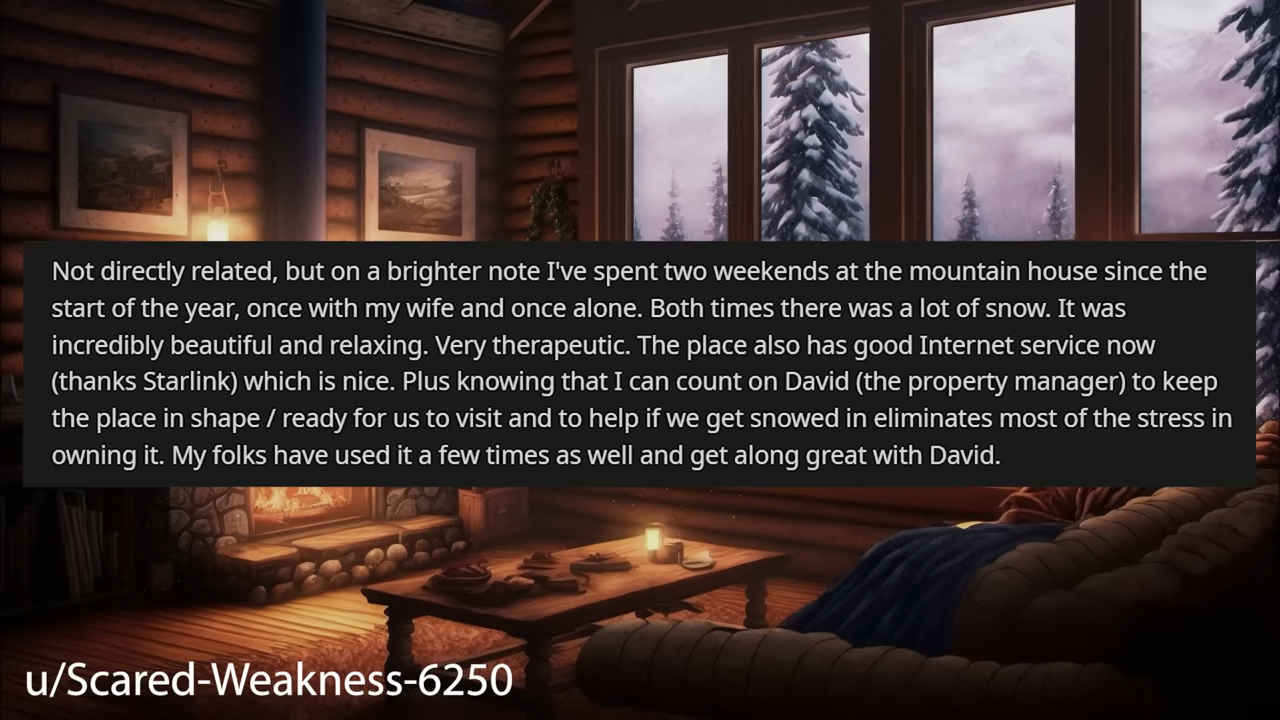 Not directly related, but on a brighter note I've spent two weekends at the mountain house since the
start of the year, once with my wife and once alone. Both times there was a lot of snow. It was
incredibly beautiful and relaxing. Very therapeutic. The place also has good Internet service now
(thanks Starlink) which is nice. Plus knowing that I can count on David (the property manager) to keep
the place in shape / ready for us to visit and to help if we get snowed in eliminates most of the stress in
owning it. My folks have used it a few times as well and get along great with David.
u/Scared-Weakness-6250